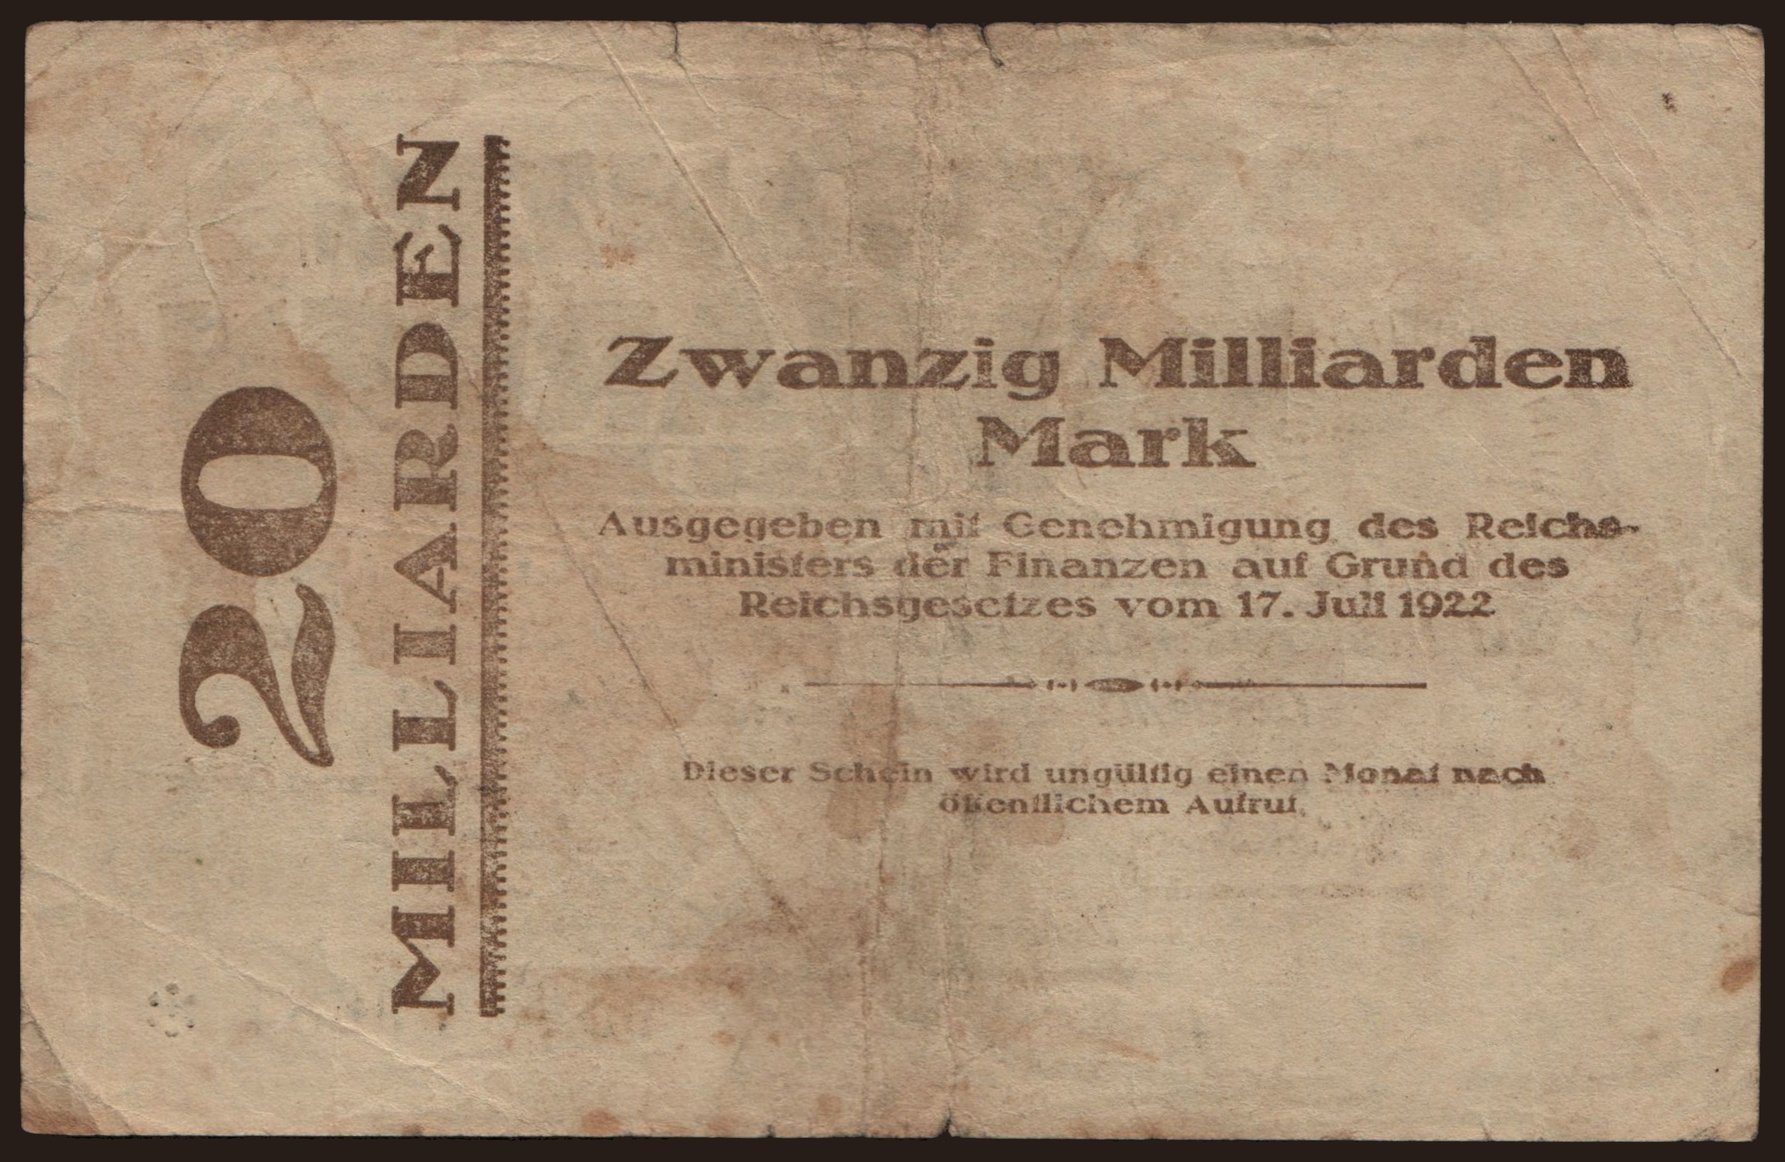 20
MILLIARDEN
Zwanzig Milliarden
Mark
Ausgegeben mit Genehmigung des Reichs-
ministers der Finanzen auf Grund des
Reichsgesetzes vom 17. Juli 1922
Dieser Schein wird ungültig einen Monat nach
öffentlichem Aufruf.